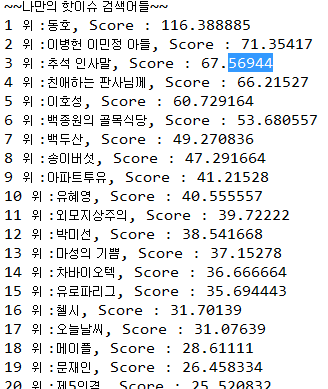 ~~나만의 핫이슈 검색어들~~
1 위 :동호, Score : 116.388885
2 위 :이병헌 이민정 아들, Score : 71.35417
3 위 :추석 인사말, Score : 67.56944
4 위 :친애하는 판사님께, Score : 66.21527
5 위 :이호성, Score : 60.729164
6 위 :백종원의 골목식당, Score : 53.680557
7 위 :백두산, Score : 49.270836
8 위 :송이버섯, Score : 47.291664
9 위 :아파트투유, Score : 41.21528
10 위 :유혜영, Score : 40.555557
11 위 :외모지상주의, Score : 39.72222
12 위 :박미선, Score : 38.541668
13 위 :마성의 기쁨, Score : 37.15278
14 위 :차바이오텍, Score : 36.666664
15 위 :유로파리그, Score : 35.694443
16 위 :첼시, Score : 31.70139
17 위 :오늘날씨, Score : 31.07639
18 위 :메이플, Score : 28.61111
19 위 :문재인, Score : 26.458334
20 위 :제5의결, Score : 25.520832